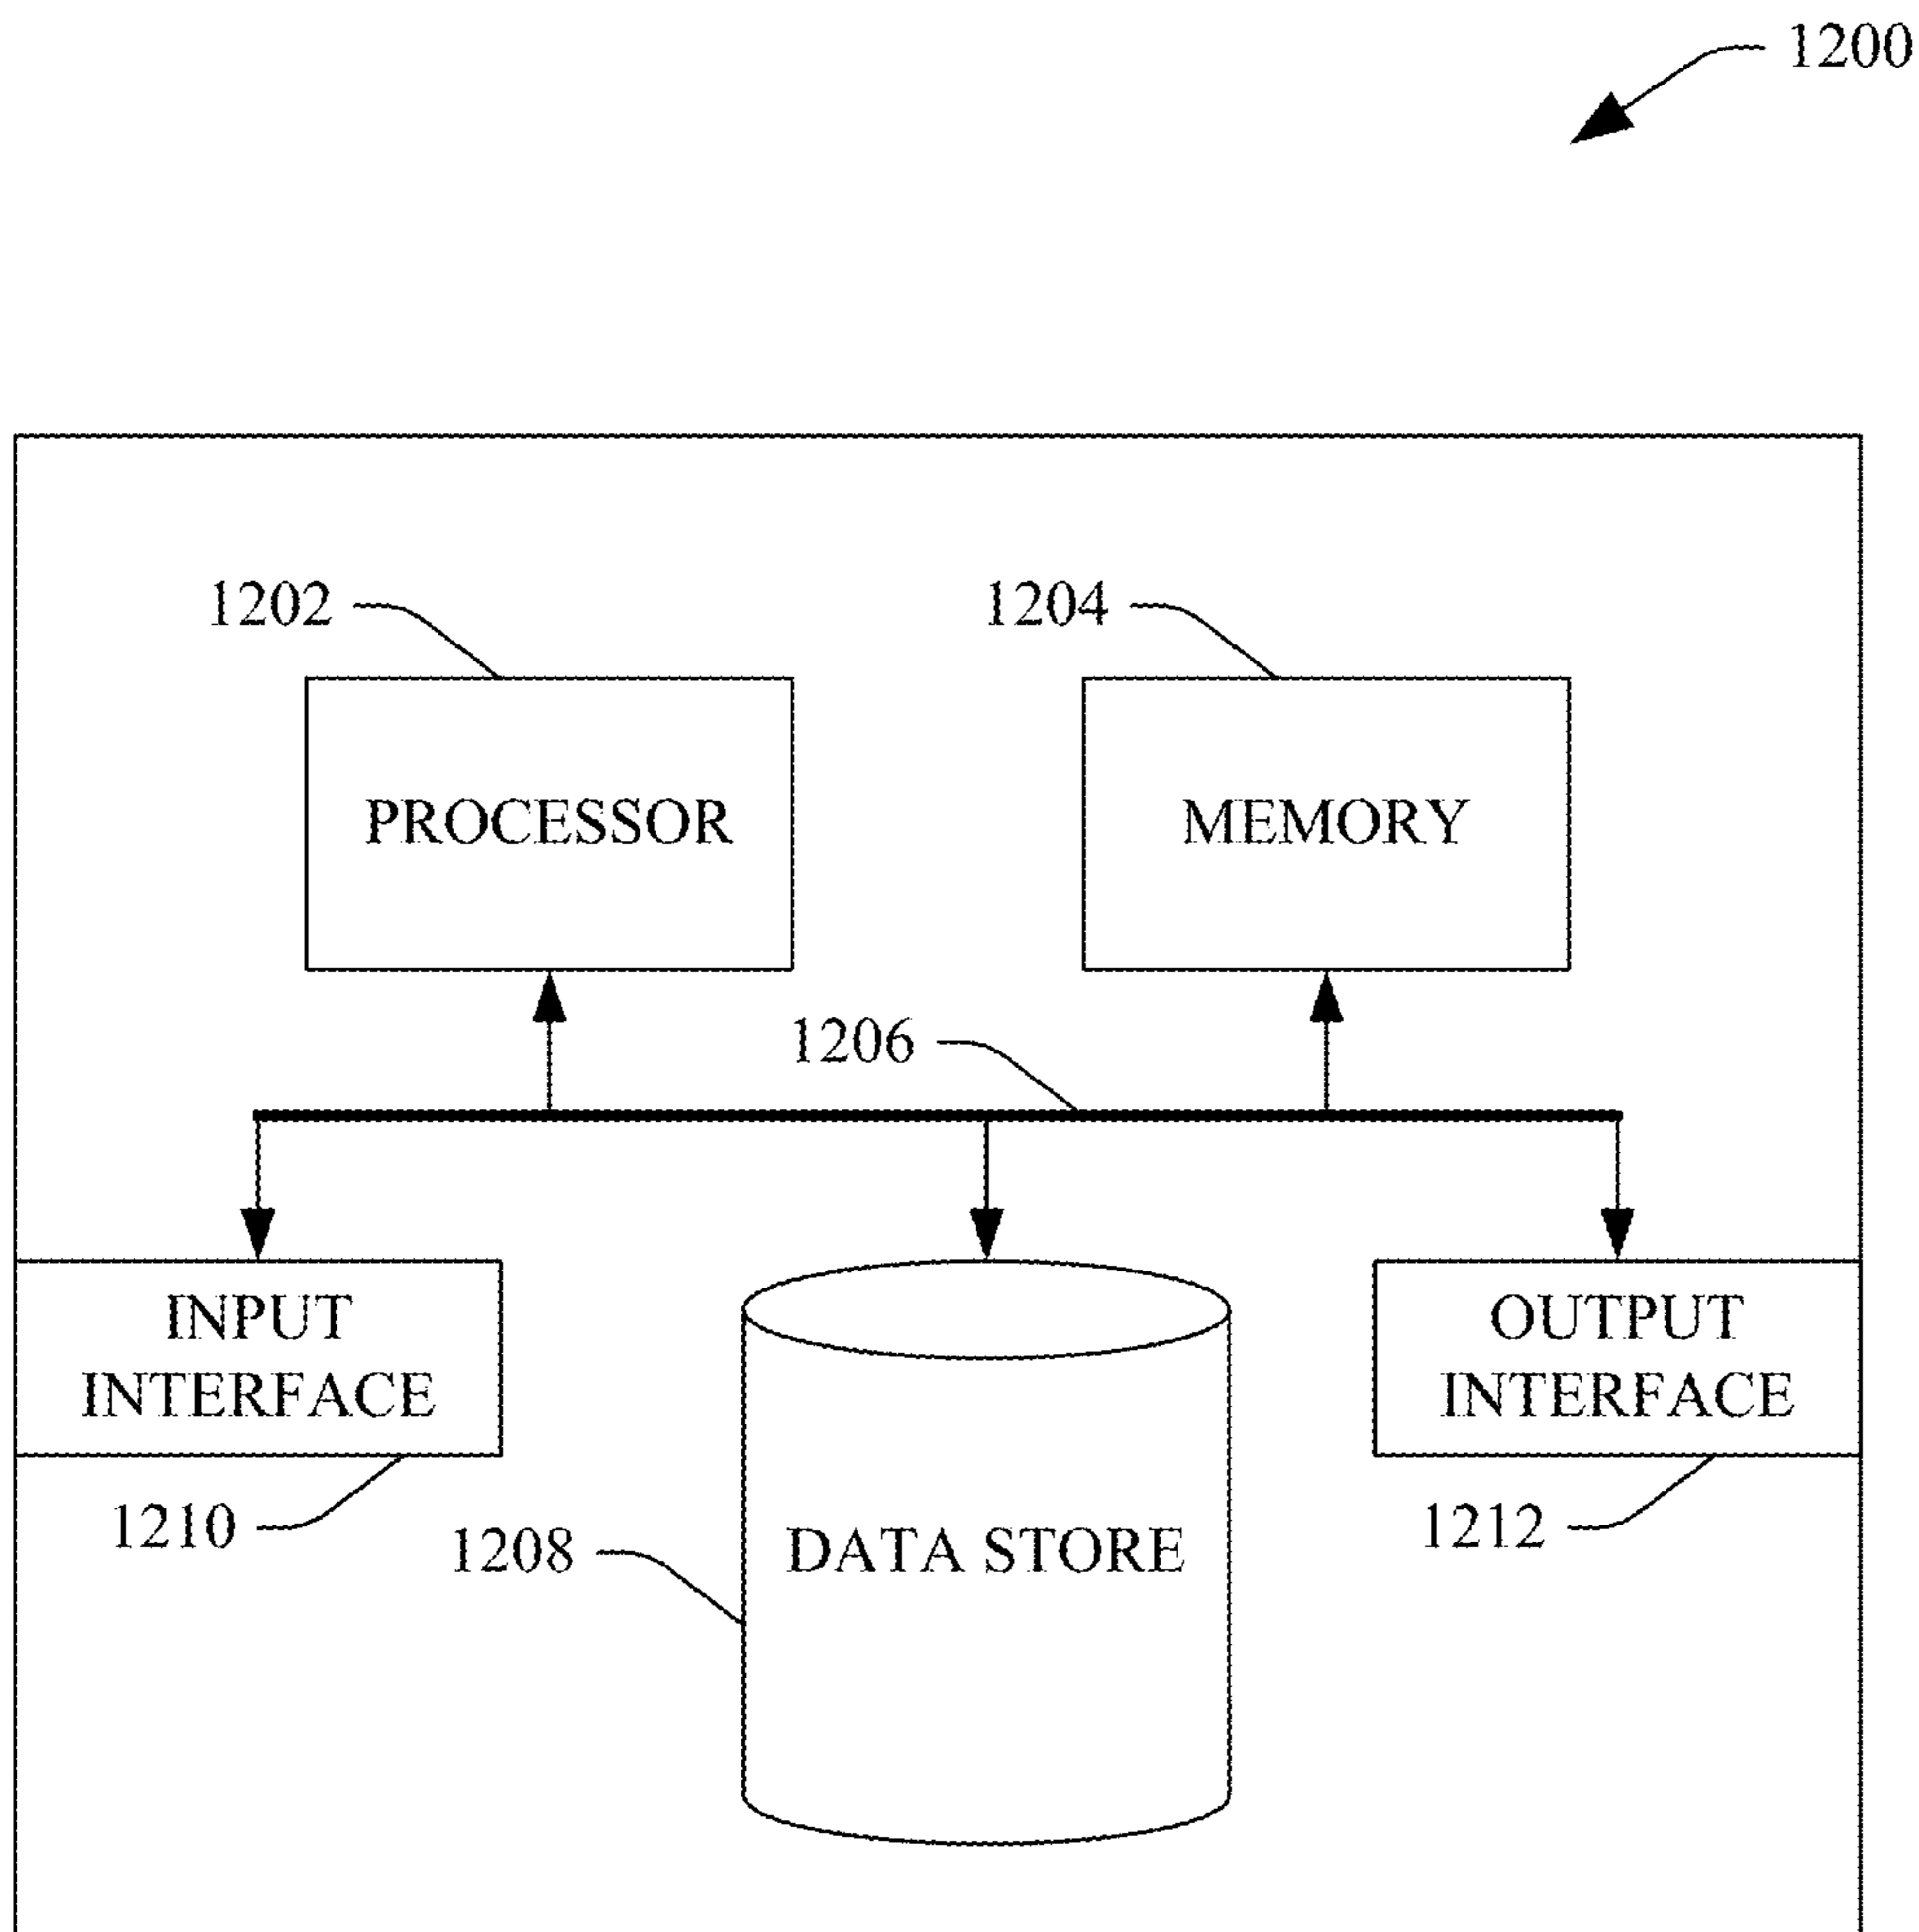 1200
1202
1204
PROCESSOR
MEMORY
1206
INPUT
INTERFACE
OUTPUT
INTERFACE
1210
1208
DATA STORE
1212